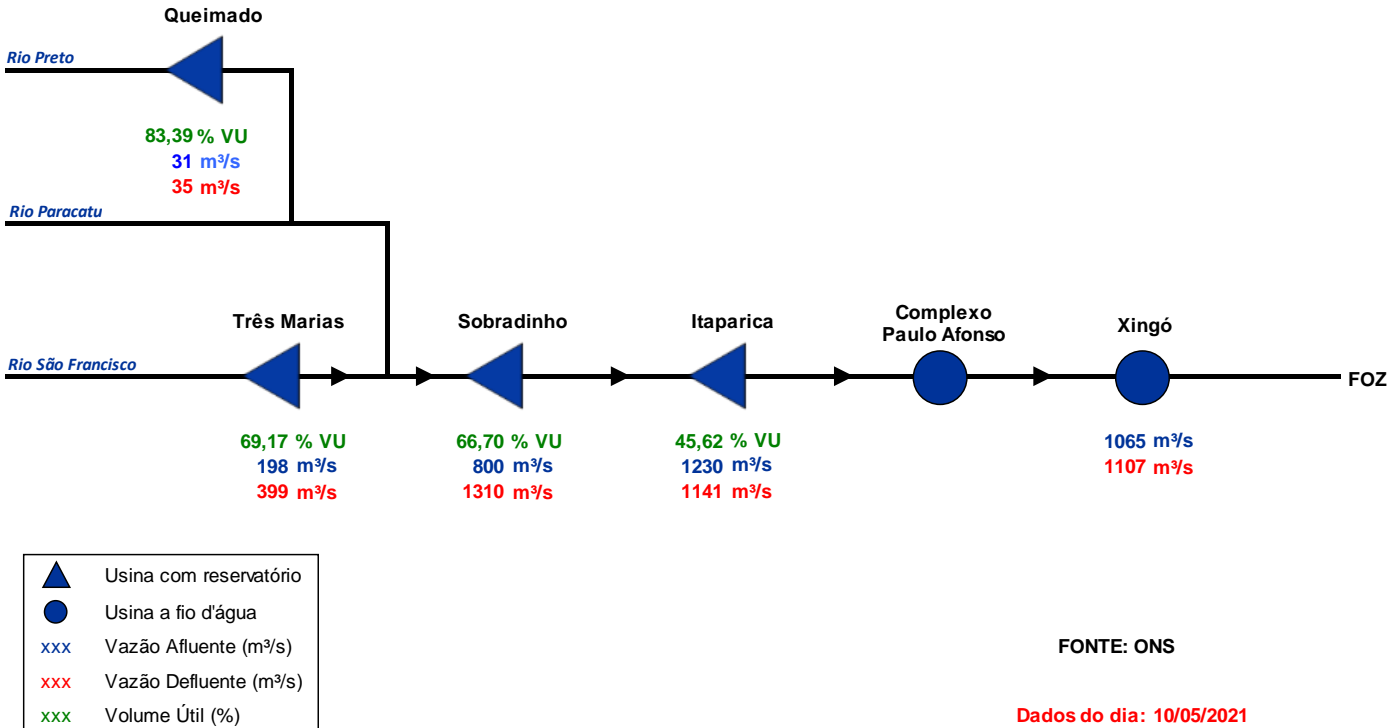 Queimado
Rio Preto
83,39 % VU
31 m³/s
35 m³/s
Rio Paracatu
Três Marias
Sobradinho
Itaparica
Complexo
Paulo Afonso
Xingó
Rio São Francisco
FOZ
69,17 % VU
198 m³/s
399 m³/s
66,70 % VU
800 m³/s
1310 m³/s
45,62 % VU
1230 m³/s
1141 m³/s
1065 m³/s
1107 m³/s
Usina com reservatório
Usina a fio d'água
xxx Vazão Afluente (m³/s)
xxx Vazão Defluente (m³/s)
xxx Volume Útil (%)
FONTE: ONS
Dados do dia: 10/05/2021